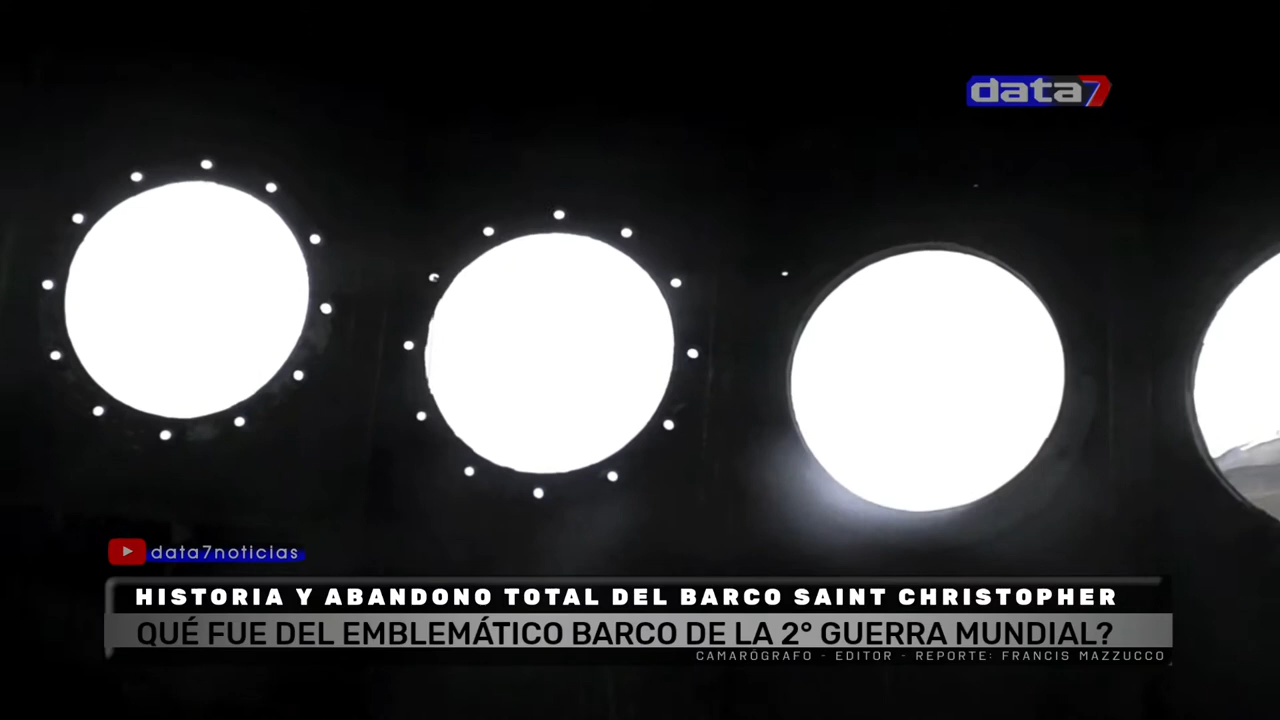 data7
data7noticias
HISTORIA Y ABANDONO TOTAL DEL BARCO SAINT CHRISTOPHER
QUÉ FUE DEL EMBLEMÁTICO BARCO DE LA 2° GUERRA MUNDIAL?
CAMARÓGRAFO - EDITOR - REPORTE: FRANCIS MAZZUCCO